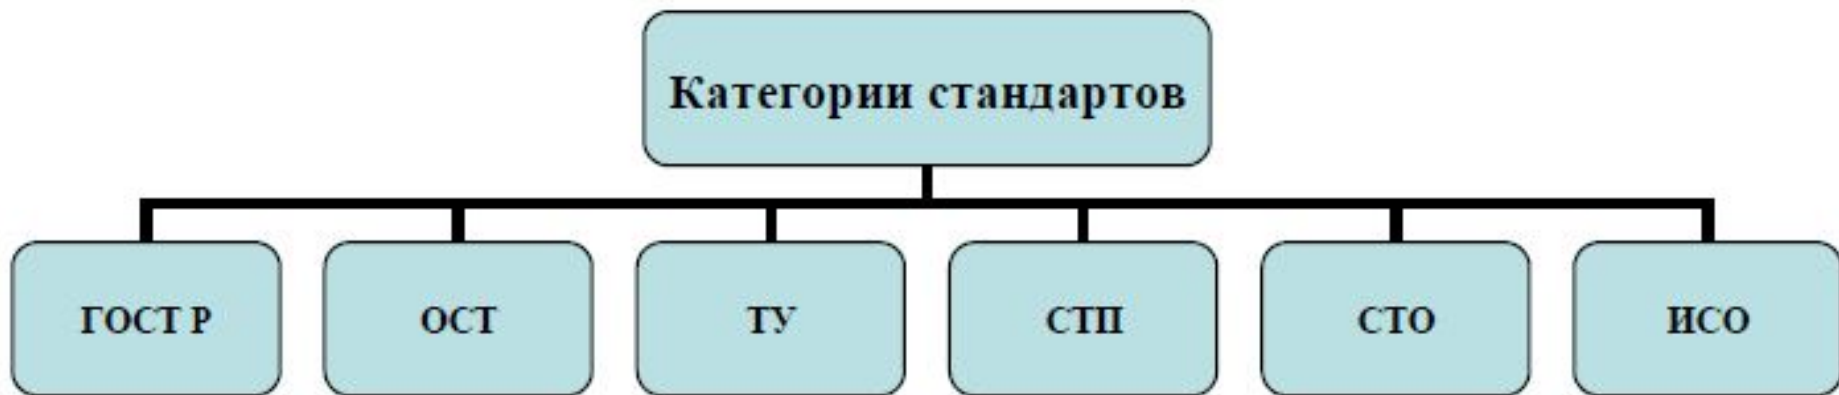 Категории стандартов
ГОСТ Р
ОСТ
ТУ
СТП
СТО
ИСО